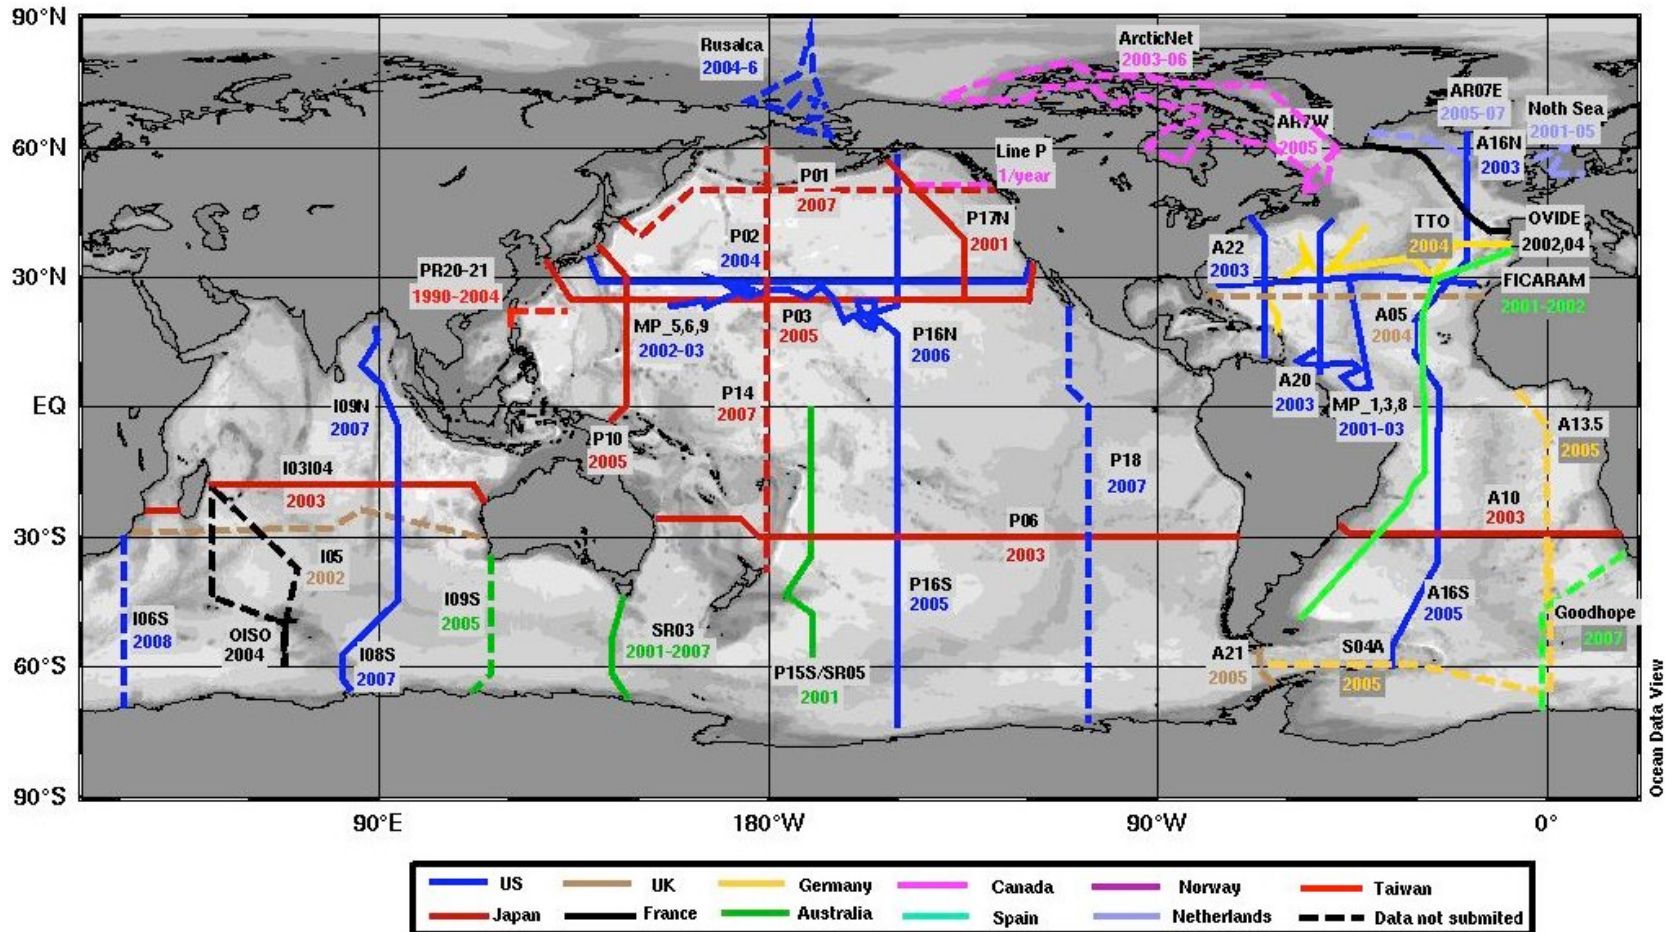 90°N
Rusalca
2004-6
ArcticNet
2003-06
AR07E
2005-07
Noth Sea
2001-05
60°N
AR7W
2005
A16N
2003
Line P
1/year
P01
2007
P17N
2001
TTO
2004
OVIDE
2002,04
P02
2004
A22
2003
30°N
PR20-21
1990-2004
FICARAM
2001-2002
MP_5,6,9
2002-03
P03
2005
P16N
2006
A05
2004
EQ
I09N
2007
P14
2007
A20
2003
MP_1,3,8
2001-03
P10
2005
A13.5
2005
I03I04
2003
P18
2007
A10
2003
30°S
P06
2003
I05
2002
I06S
2008
I09S
2005
P16S
2005
A16S
2005
Goodhope
2007
OISO
2004
SR03
2001-2007
I08S
2007
A21
2005
S04A
2005
60°S
P15S/SR05
2001
90°S
Ocean Data View
90°E 180°W 90°W 0°
US UK Germany Canada Norway Taiwan
Japan France Australia Spain Netherlands Data not submited